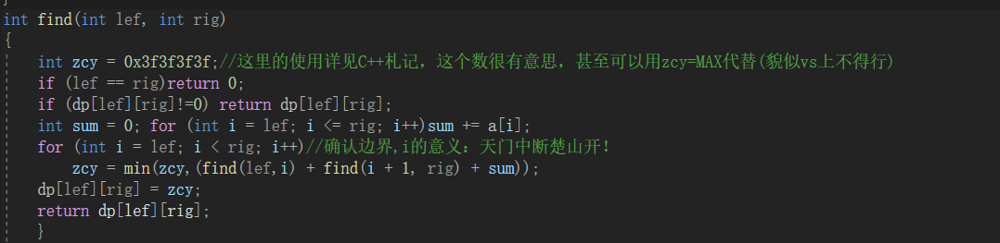 }
int find(int lef, int rig)
{
int zcy = 0x3f3f3f3f;//这里的使用详见C++札记，这个数很有意思，甚至可以用zcy=MAX代替(貌似vs上不得行)
if (lef == rig)return 0;
if (dp[lef][rig]!=0) return dp[lef][rig];
int sum = 0; for (int i = lef; i <= rig; i++)sum += a[i];
for (int i = lef; i < rig; i++)//确认边界,i的意义：天门中断楚山开！
zcy = min(zcy,(find(lef,i) + find(i + 1, rig) + sum));
dp[lef][rig] = zcy;
return dp[lef][rig];
}